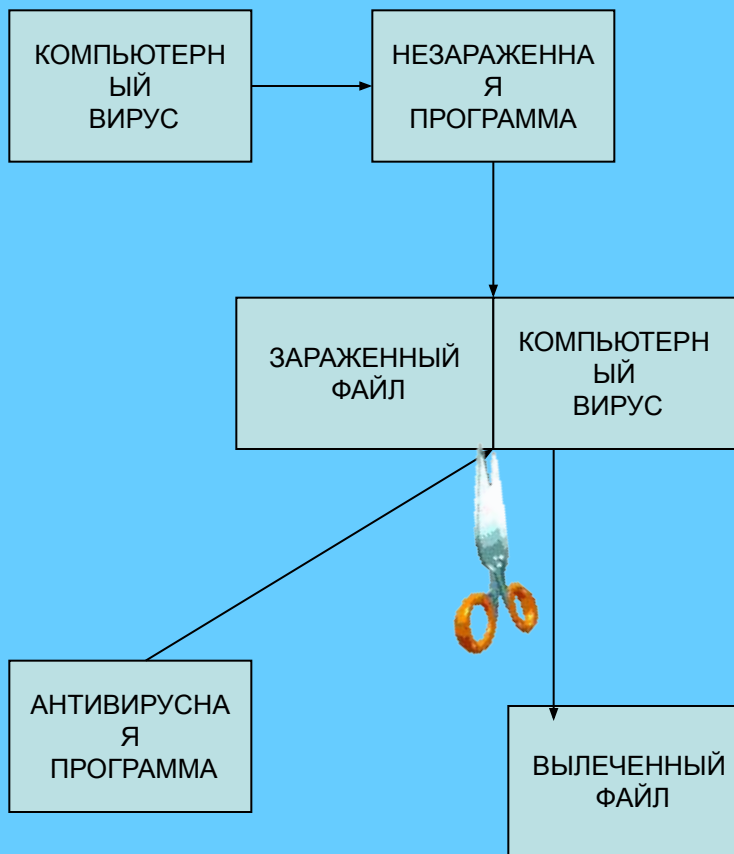 КОМПЬЮТЕРН
ЫЙ
ВИРУС
НЕЗАРАЖЕННА
Я
ПРОГРАММА
ЗАРАЖЕННЫЙ
ФАЙЛ
КОМПЬЮТЕРН
ЫЙ
ВИРУС
АНТИВИРУСНА
Я
ПРОГРАММА
ВЫЛЕЧЕННЫЙ
ФАЙЛ